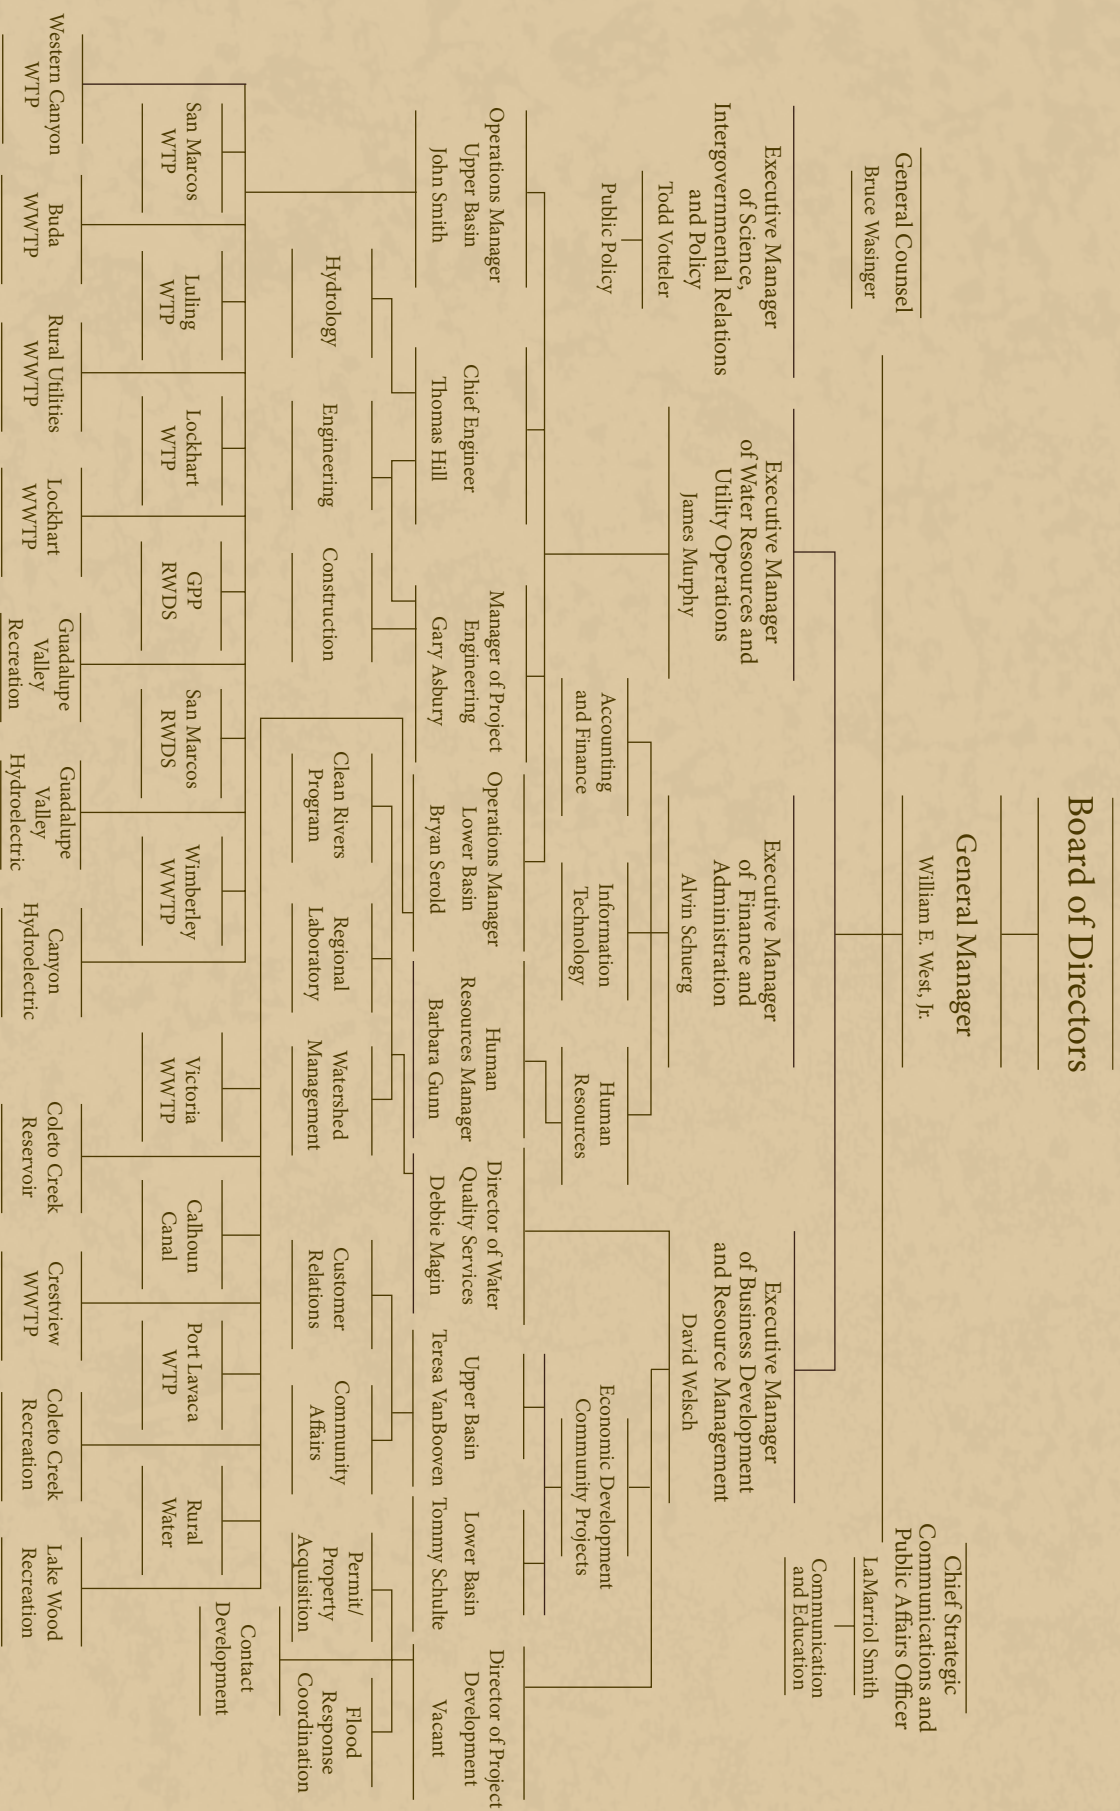 Board of Directors
General Manager
William E. West, Jr.
General Counsel
Bruce Wasinger
Chief Strategic
Communications and
Public Affairs Officer
LaMarriol Smith
Communication
and Education
Executive Manager
of Science,
Intergovernmental Relations
and Policy
Todd Votteler
Public Policy
Executive Manager
of Water Resources and
Utility Operations
James Murphy
Executive Manager
of Finance and
Administration
Alvin Schuerg
Executive Manager
of Business Development
and Resource Management
David Welsch
Accounting
and Finance
Information
Technology
Human
Resources
Economic Development
Community Projects
Operations Manager
Upper Basin
John Smith
Chief Engineer
Thomas Hill
Manager of Project
Engineering
Gary Asbury
Operations Manager
Lower Basin
Bryan Serold
Human
Resources Manager
Barbara Gunn
Director of Water
Quality Services
Debbie Magin
Upper Basin
Teresa VanBooven
Lower Basin
Tommy Schulte
Director of Project
Development
Vacant
Hydrology
Engineering
Construction
Clean Rivers
Program
Regional
Laboratory
Watershed
Management
Customer
Relations
Community
Affairs
Permit/
Property
Acquisition
Flood
Response
Coordination
Contact
Development
San Marcos
WTP
Luling
WTP
Lockhart
WTP
GPP
RWDS
San Marcos
RWDS
Wimberley
WWTP
Victoria
WWTP
Calhoun
Canal
Port Lavaca
WTP
Rural
Water
Western Canyon
WTP
Buda
WWTP
Rural Utilities
WWTP
Lockhart
WWTP
Guadalupe
Valley
Recreation
Guadalupe
Valley
Hydroelectric
Canyon
Hydroelectric
Coleto Creek
Reservoir
Crestview
WWTP
Coleto Creek
Recreation
Lake Wood
Recreation